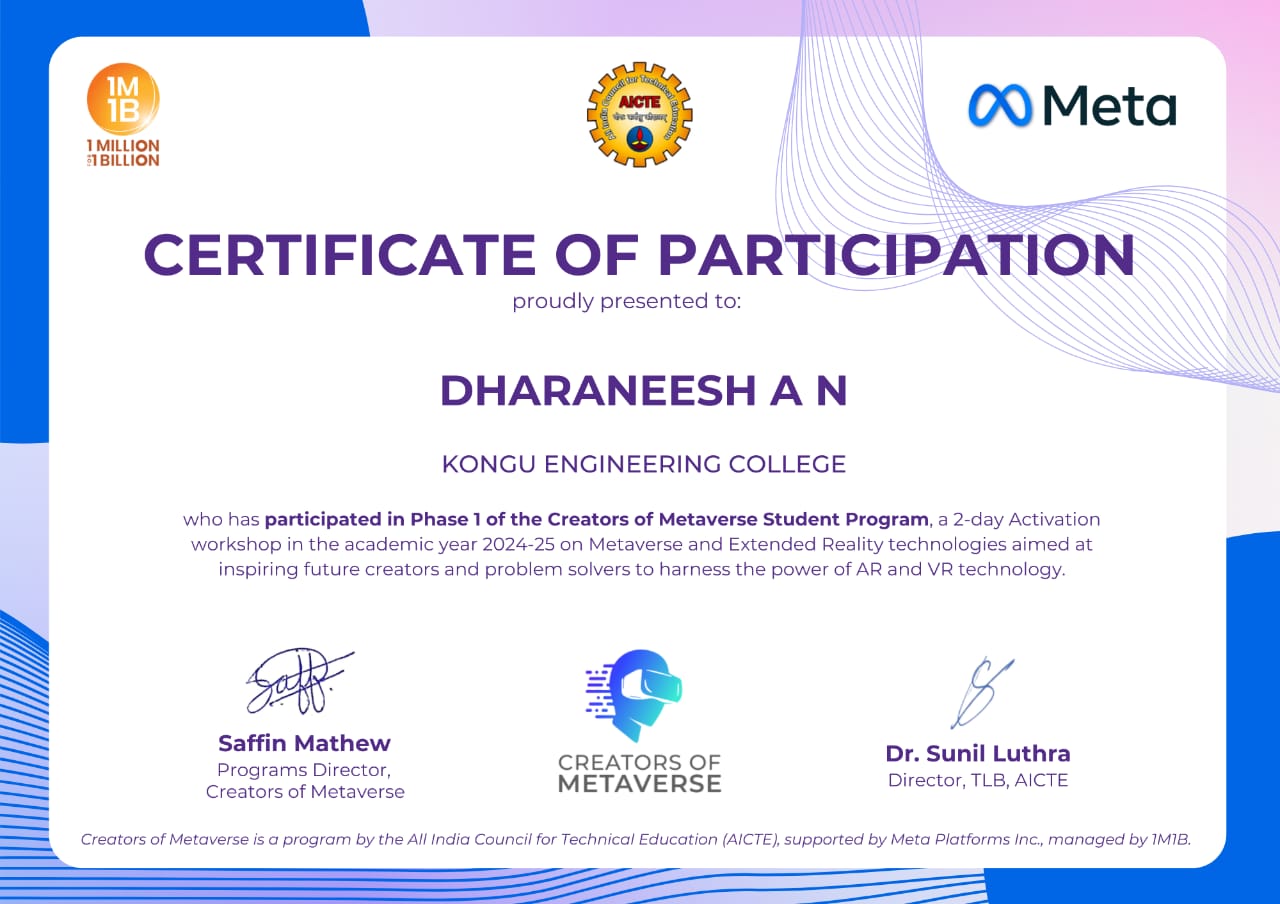 1M
1B
1 MILLION
FOR 1 BILLION
All India Council for Technical Education
AICTE
Meta
CERTIFICATE OF PARTICIPATION
proudly presented to:
DHARANEESH A N
KONGU ENGINEERING COLLEGE
who has participated in Phase 1 of the Creators of Metaverse Student Program, a 2-day Activation
workshop in the academic year 2024-25 on Metaverse and Extended Reality technologies aimed at
inspiring future creators and problem solvers to harness the power of AR and VR technology.
Saffin Mathew
Programs Director,
Creators of Metaverse
CREATORS OF
METAVERSE
Dr. Sunil Luthra
Director, TLB, AICTE
Creators of Metaverse is a program by the All India Council for Technical Education (AICTE), supported by Meta Platforms Inc., managed by 1M1B.